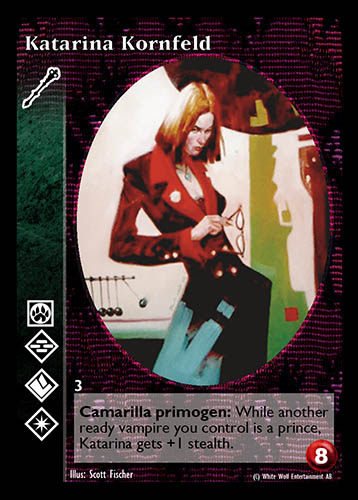 Katarina Kornfeld
3
Camarilla primogen: While another
ready vampire you control is a prince,
Katarina gets +1 stealth.
8
Illus: Scott Fischer
(C) White Wolf Entertainment AB